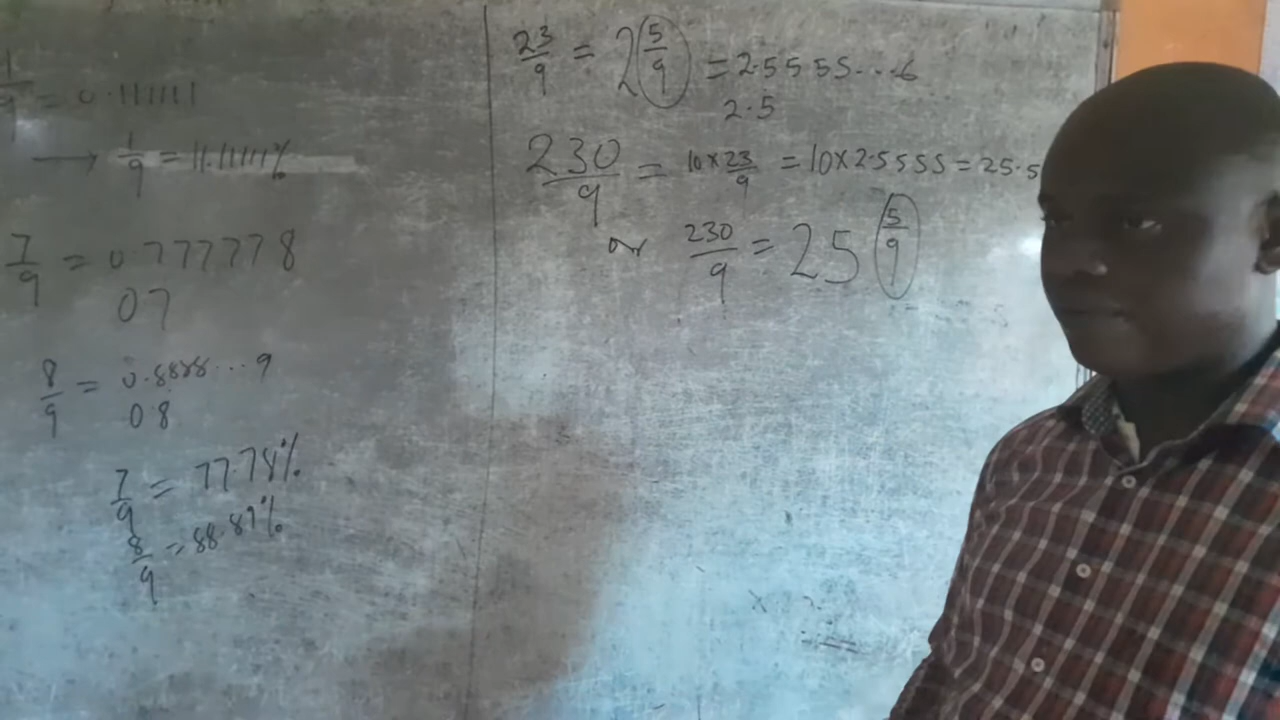 1/9 = 0.111111
→ 1/9 = 11.11111%
7/9 = 0.777778
0.7
8/9 = 0.8888...9
0.8
7/9 = 77.78%
8/9 = 88.89%
23/9 = 2 5/9 = 2.5555...6
2.5
230/9 = 10×23/9 = 10×2.5555 = 25.5
or 230/9 = 25 5/9